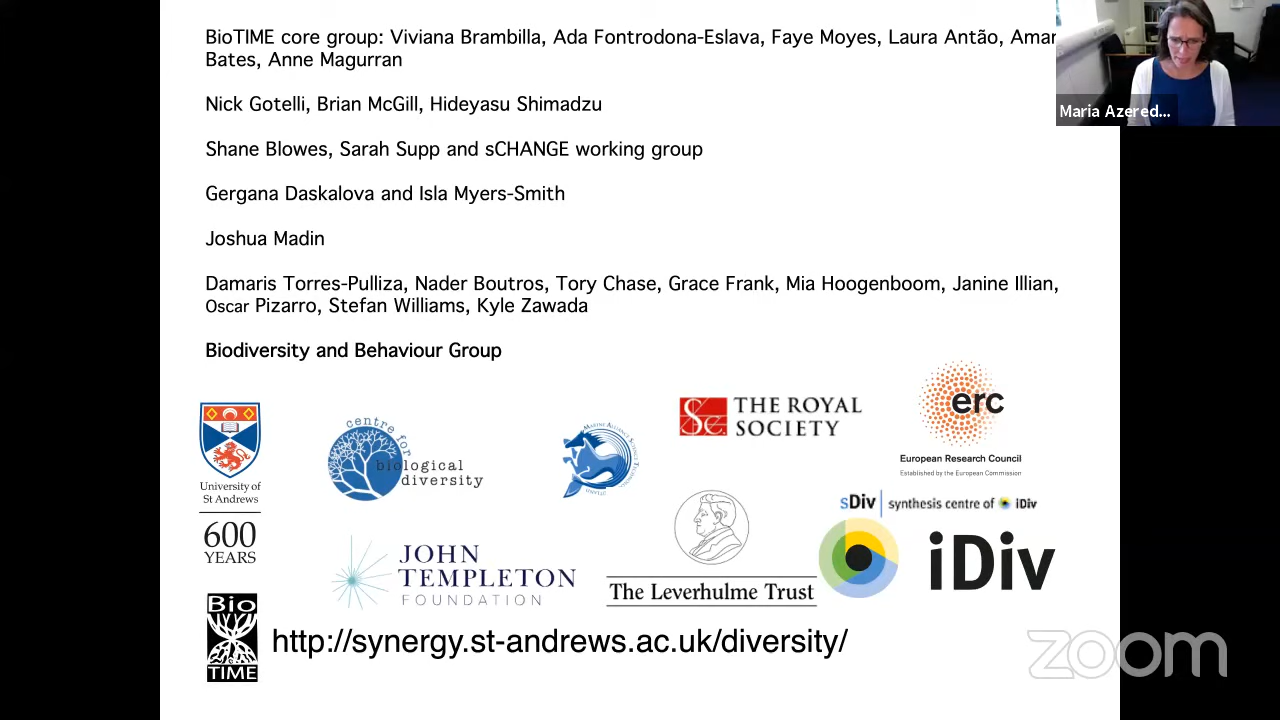 BioTIME core group: Viviana Brambilla, Ada Fontrodona-Eslava, Faye Moyes, Laura Antão,
Bates, Anne Magurran
Maria Azered...
Nick Gotelli, Brian McGill, Hideyasu Shimadzu
Shane Blowes, Sarah Supp and sCHANGE working group
Gergana Daskalova and Isla Myers-Smith
Joshua Madin
Damaris Torres-Pulliza, Nader Boutros, Tory Chase, Grace Frank, Mia Hoogenboom, Janine Illian,
Oscar Pizarro, Stefan Williams, Kyle Zawada
Biodiversity and Behaviour Group
University of
St Andrews
600
YEARS
centre for
biological
diversity
THE ROYAL
SOCIETY
erc
European Research Council
Established by the European Commission
sDiv synthesis centre of iDiv
iDiv
JOHN
TEMPLETON
FOUNDATION
The Leverhulme Trust
Bio
TIME
http://synergy.st-andrews.ac.uk/diversity/
zoom